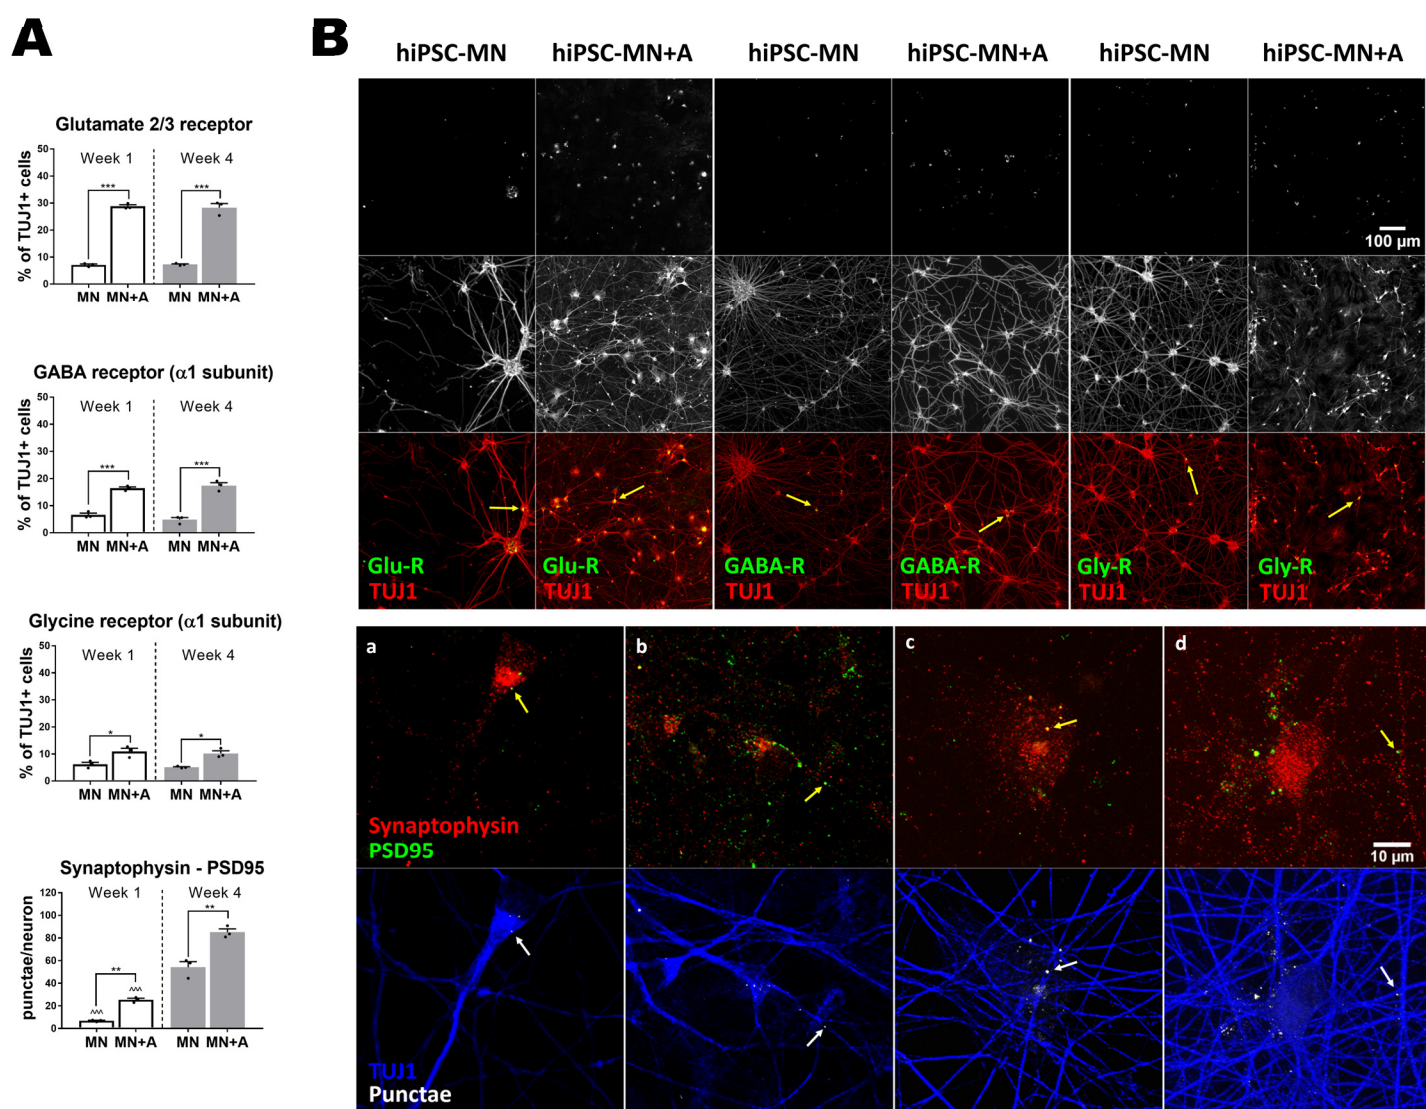 A
Glutamate 2/3 receptor
% of TUJ1+ cells
50
40
30
20
10
0
Week 1
Week 4
***
***
MN MN+A MN MN+A
GABA receptor (α1 subunit)
% of TUJ1+ cells
50
40
30
20
10
0
Week 1
Week 4
***
***
MN MN+A MN MN+A
Glycine receptor (α1 subunit)
% of TUJ1+ cells
50
40
30
20
10
0
Week 1
Week 4
*
*
MN MN+A MN MN+A
Synaptophysin - PSD95
punctae/neuron
120
100
80
60
40
20
0
Week 1
Week 4
**
**
^^^
^^^
MN MN+A MN MN+A
B
hiPSC-MN hiPSC-MN+A hiPSC-MN hiPSC-MN+A hiPSC-MN hiPSC-MN+A
100 µm
Glu-R
TUJ1
Glu-R
TUJ1
GABA-R
TUJ1
GABA-R
TUJ1
Gly-R
TUJ1
Gly-R
TUJ1
a
b
c
d
Synaptophysin
PSD95
10 µm
TUJ1
Punctae